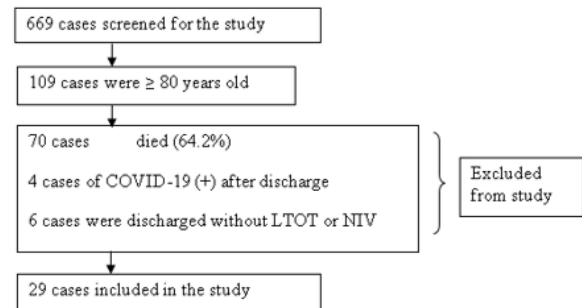 669 cases screened for the study
109 cases were ≥ 80 years old
70 cases died (64.2%)
4 cases of COVID-19 (+) after discharge
6 cases were discharged without LTOT or NIV
Excluded
from study
29 cases included in the study